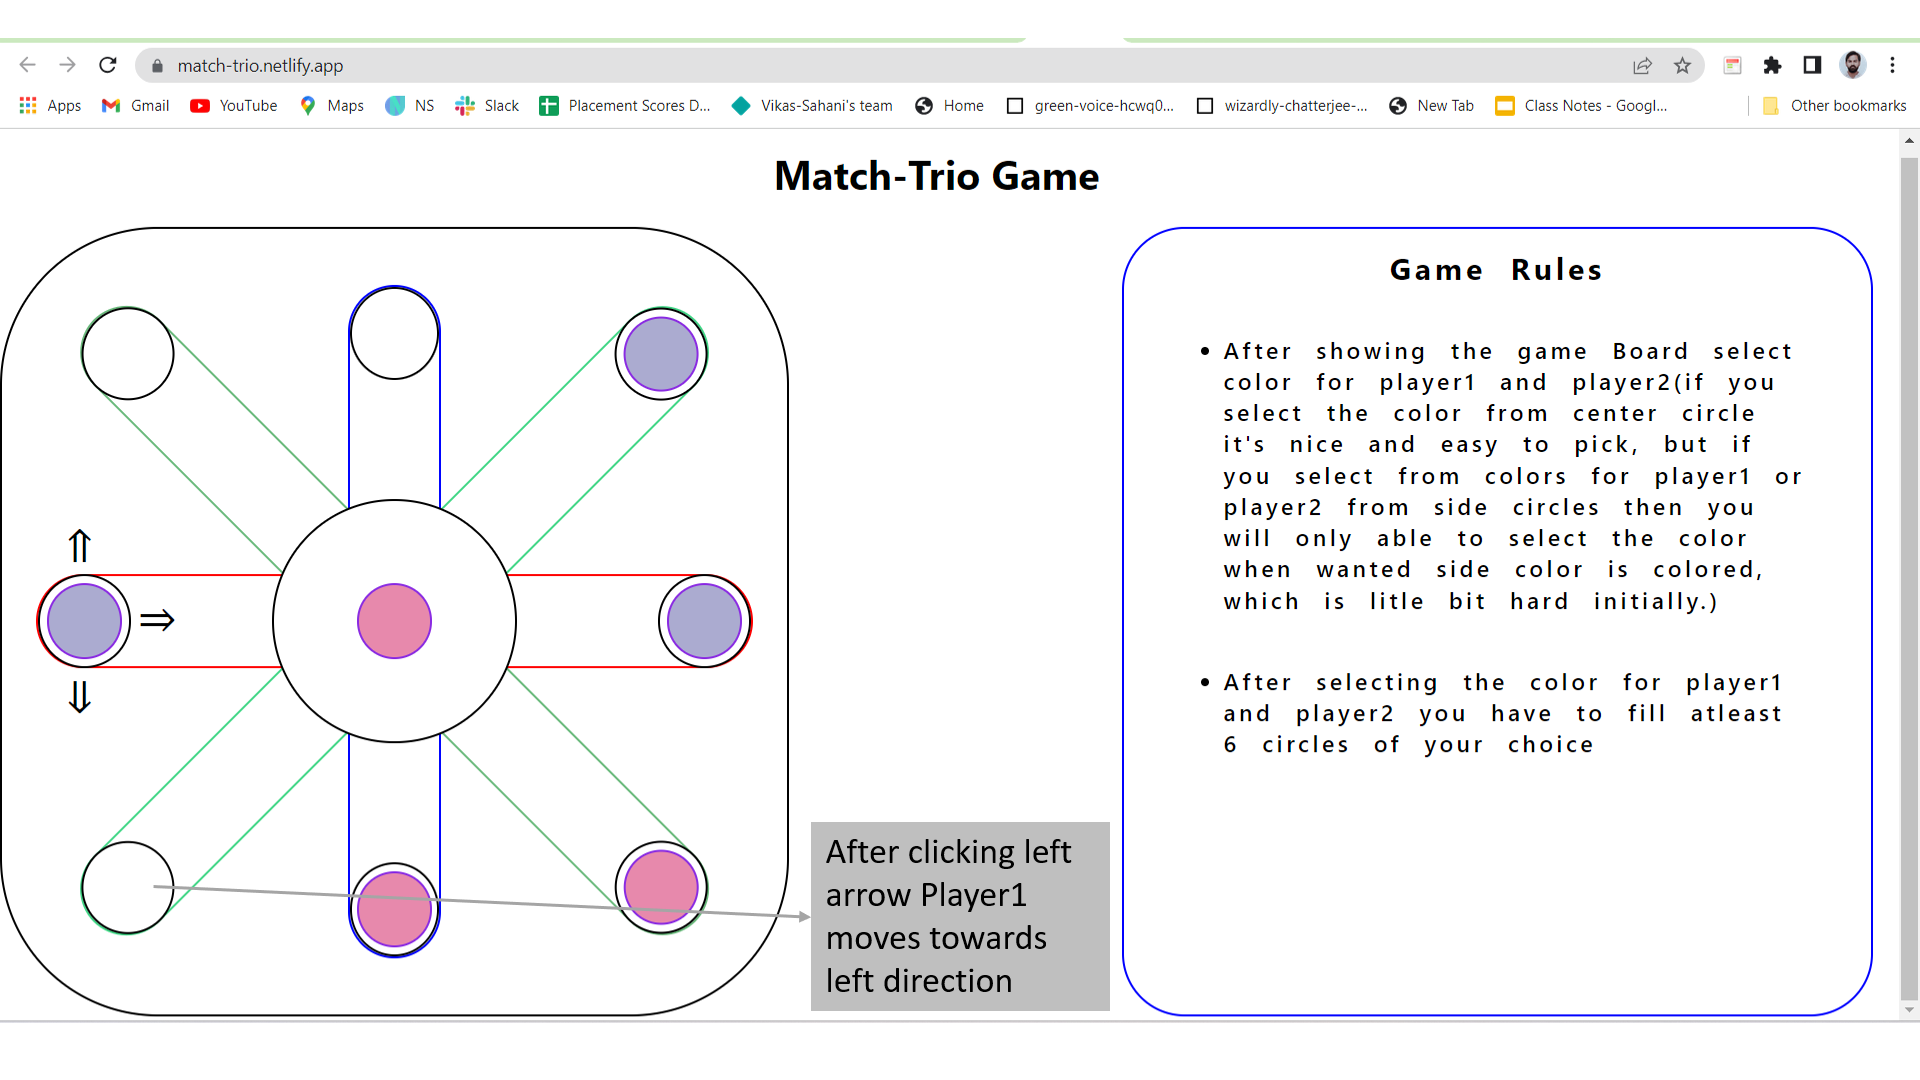 match-trio.netlify.app
Apps Gmail YouTube Maps NS Slack Placement Scores D... Vikas-Sahani's team Home green-voice-hcwq0... wizardly-chatterjee-... New Tab Class Notes - Googl... Other bookmarks
Match-Trio Game
Game Rules
After showing the game Board select
color for player1 and player2(if you
select the color from center circle
it's nice and easy to pick, but if
you select from colors for player1 or
player2 from side circles then you
will only able to select the color
when wanted side color is colored,
which is litle bit hard initially.)
After selecting the color for player1
and player2 you have to fill atleast
6 circles of your choice
⇑
⇒
⇓
After clicking left
arrow Player1
moves towards
left direction